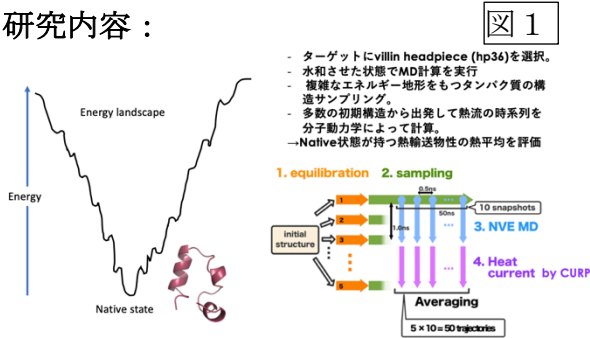 研究内容：
図１
- ターゲットにvillin headpiece (hp36)を選択。
- 水和させた状態でMD計算を実行
- 複雑なエネルギー地形をもつタンパク質の構
造サンプリング。
- 多数の初期構造から出発して熱流の時系列を
分子動力学によって計算。
→Native状態が持つ熱輸送物性の熱平均を評価
Energy landscape
Energy
Native state
1. equilibration
2. sampling
initial
structure
1
2
3
5
0.5ns
...
50ns
10 snapshots
1.0ns
...
3. NVE MD
4. Heat
current by CURP
...
Averaging
5 × 10 = 50 trajectories